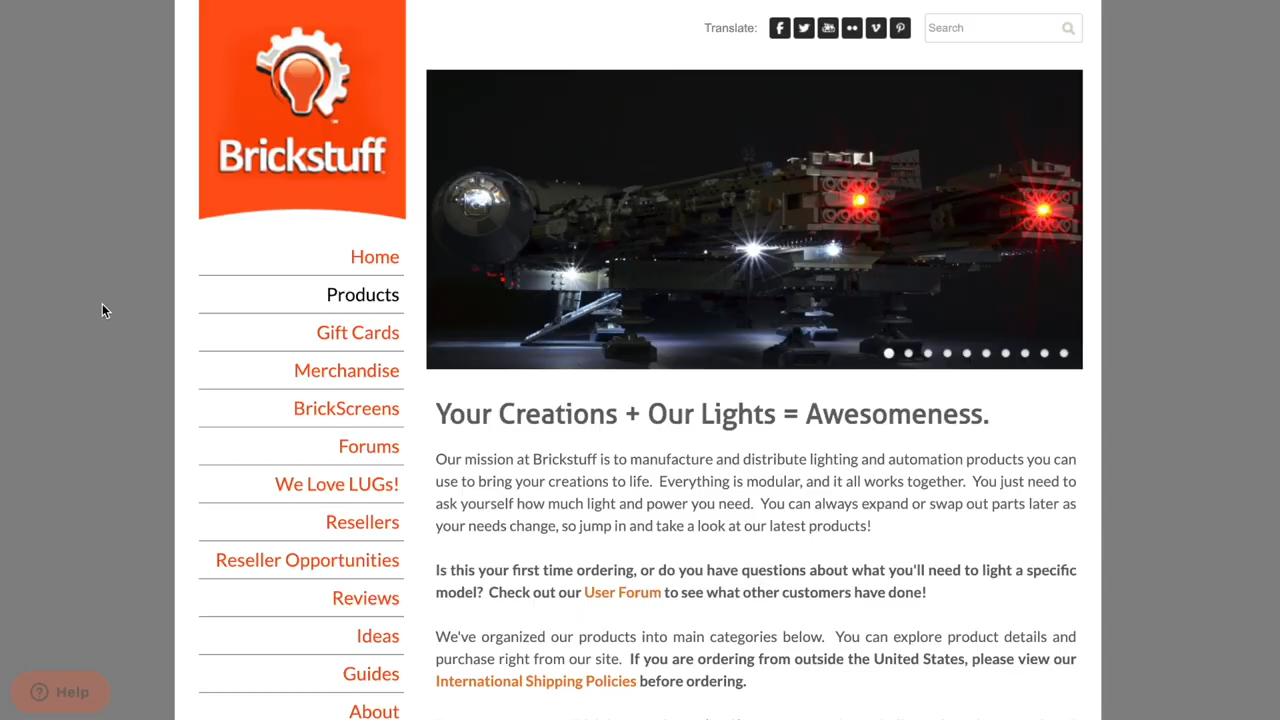 Translate:
Search
Brickstuff
Home
Products
Gift Cards
Merchandise
BrickScreens
Forums
We Love LUGs!
Resellers
Reseller Opportunities
Reviews
Ideas
Guides
About
Your Creations + Our Lights = Awesomeness.
Our mission at Brickstuff is to manufacture and distribute lighting and automation products you can
use to bring your creations to life. Everything is modular, and it all works together. You just need to
ask yourself how much light and power you need. You can always expand or swap out parts later as
your needs change, so jump in and take a look at our latest products!
Is this your first time ordering, or do you have questions about what you'll need to light a specific
model? Check out our User Forum to see what other customers have done!
We've organized our products into main categories below. You can explore product details and
purchase right from our site. If you are ordering from outside the United States, please view our
International Shipping Policies before ordering.
Help